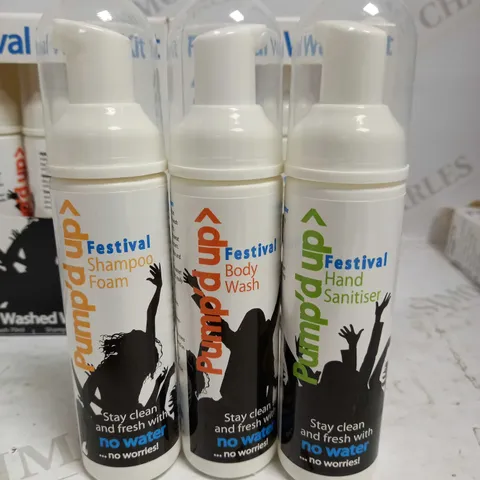 Festival
Pump'd up>
Festival
Shampoo
Foam
Stay clean
and fresh with
no water
... no worries!
Pump'd up>
Festival
Body
Wash
Stay clean
and fresh with
no water
... no worries!
Pump'd up>
Festival
Hand
Sanitiser
Stay clean
and fresh with
no water
... no worries!
Washed
CHARLES